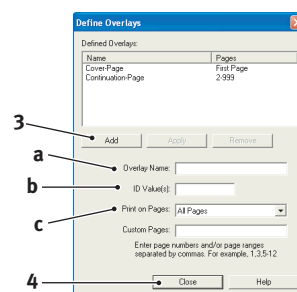 Define Overlays
Defined Overlays:
Name Pages
Cover-Page First Page
Continuation-Page 2-999
3
Add Apply Remove
a Overlay Name:
b ID Value(s):
c Print on Pages: All Pages
Custom Pages:
Enter page numbers and/or page ranges
separated by commas. For example, 1,3,5-12
4 Close Help